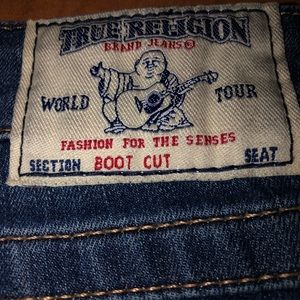 TRUE RELIGION
BRAND JEANS®
WORLD TOUR
FASHION FOR THE SENSES
SECTION BOOT CUT SEAT